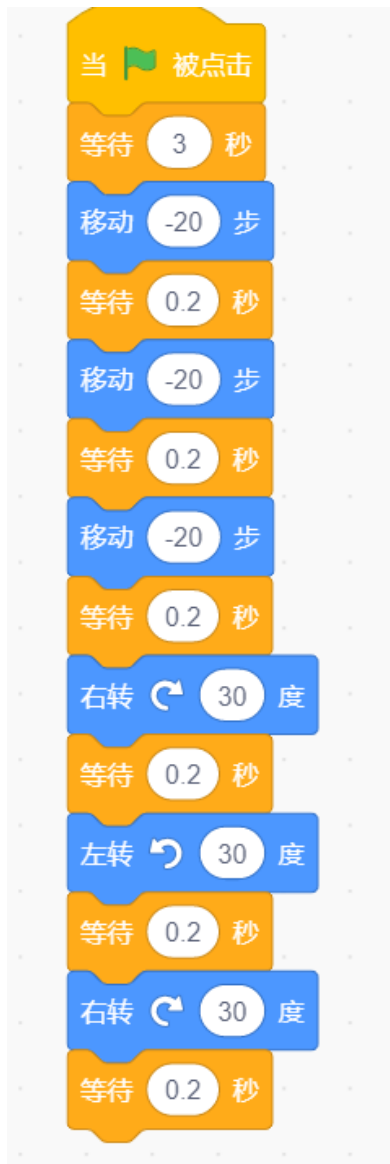 当 被点击
等待 3 秒
移动 -20 步
等待 0.2 秒
移动 -20 步
等待 0.2 秒
移动 -20 步
等待 0.2 秒
右转 30 度
等待 0.2 秒
左转 30 度
等待 0.2 秒
右转 30 度
等待 0.2 秒